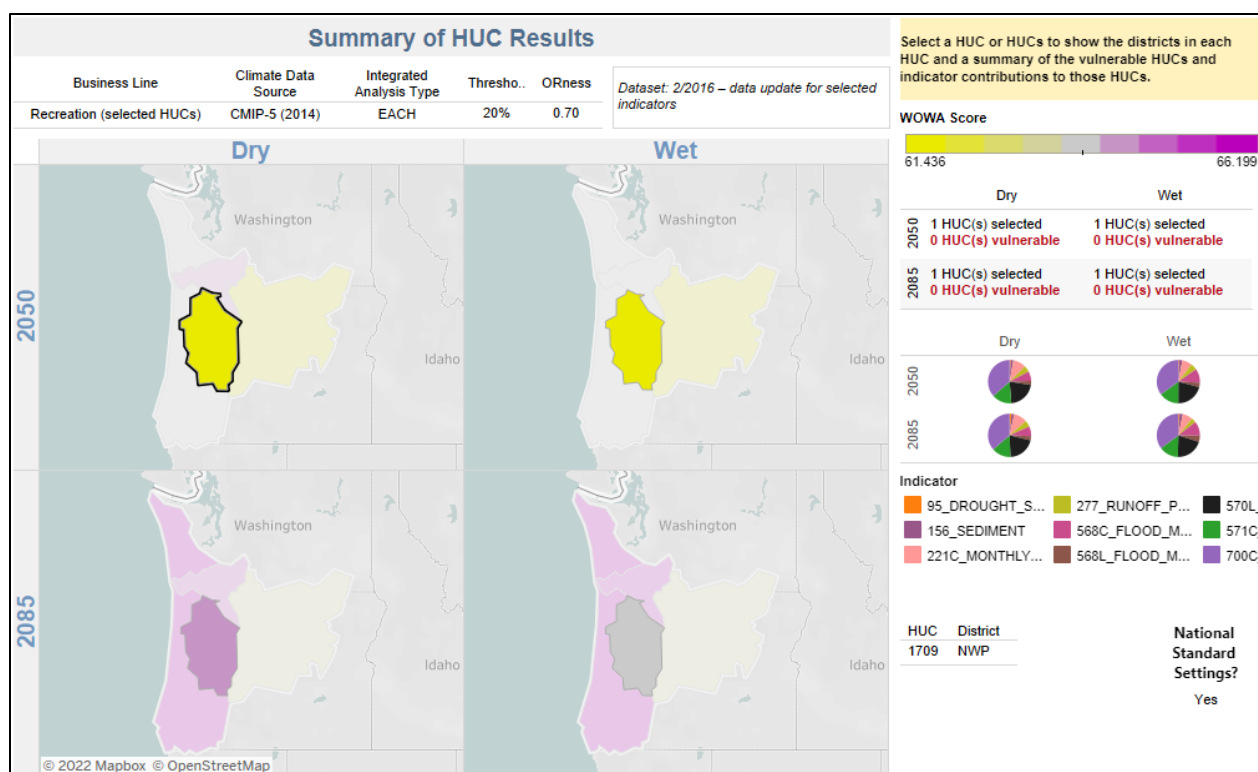 Summary of HUC Results
Business Line
Climate Data Source
Integrated Analysis Type
Thresho..
ORness
Recreation (selected HUCs)
CMIP-5 (2014)
EACH
20%
0.70
Dataset: 2/2016 – data update for selected
indicators
Dry
Wet
2050
Washington
Idaho
Washington
Idaho
2085
Washington
Idaho
Washington
Idaho
© 2022 Mapbox © OpenStreetMap
Select a HUC or HUCs to show the districts in each
HUC and a summary of the vulnerable HUCs and
indicator contributions to those HUCs.
WOWA Score
61.436
66.199
Dry
Wet
2050
1 HUC(s) selected
0 HUC(s) vulnerable
1 HUC(s) selected
0 HUC(s) vulnerable
2085
1 HUC(s) selected
0 HUC(s) vulnerable
1 HUC(s) selected
0 HUC(s) vulnerable
Dry
Wet
2050
2085
Indicator
95_DROUGHT_S...
277_RUNOFF_P...
570L_
156_SEDIMENT
568C_FLOOD_M...
571C_
221C_MONTHLY...
568L_FLOOD_M...
700C_
HUC
District
1709
NWP
National
Standard
Settings?
Yes